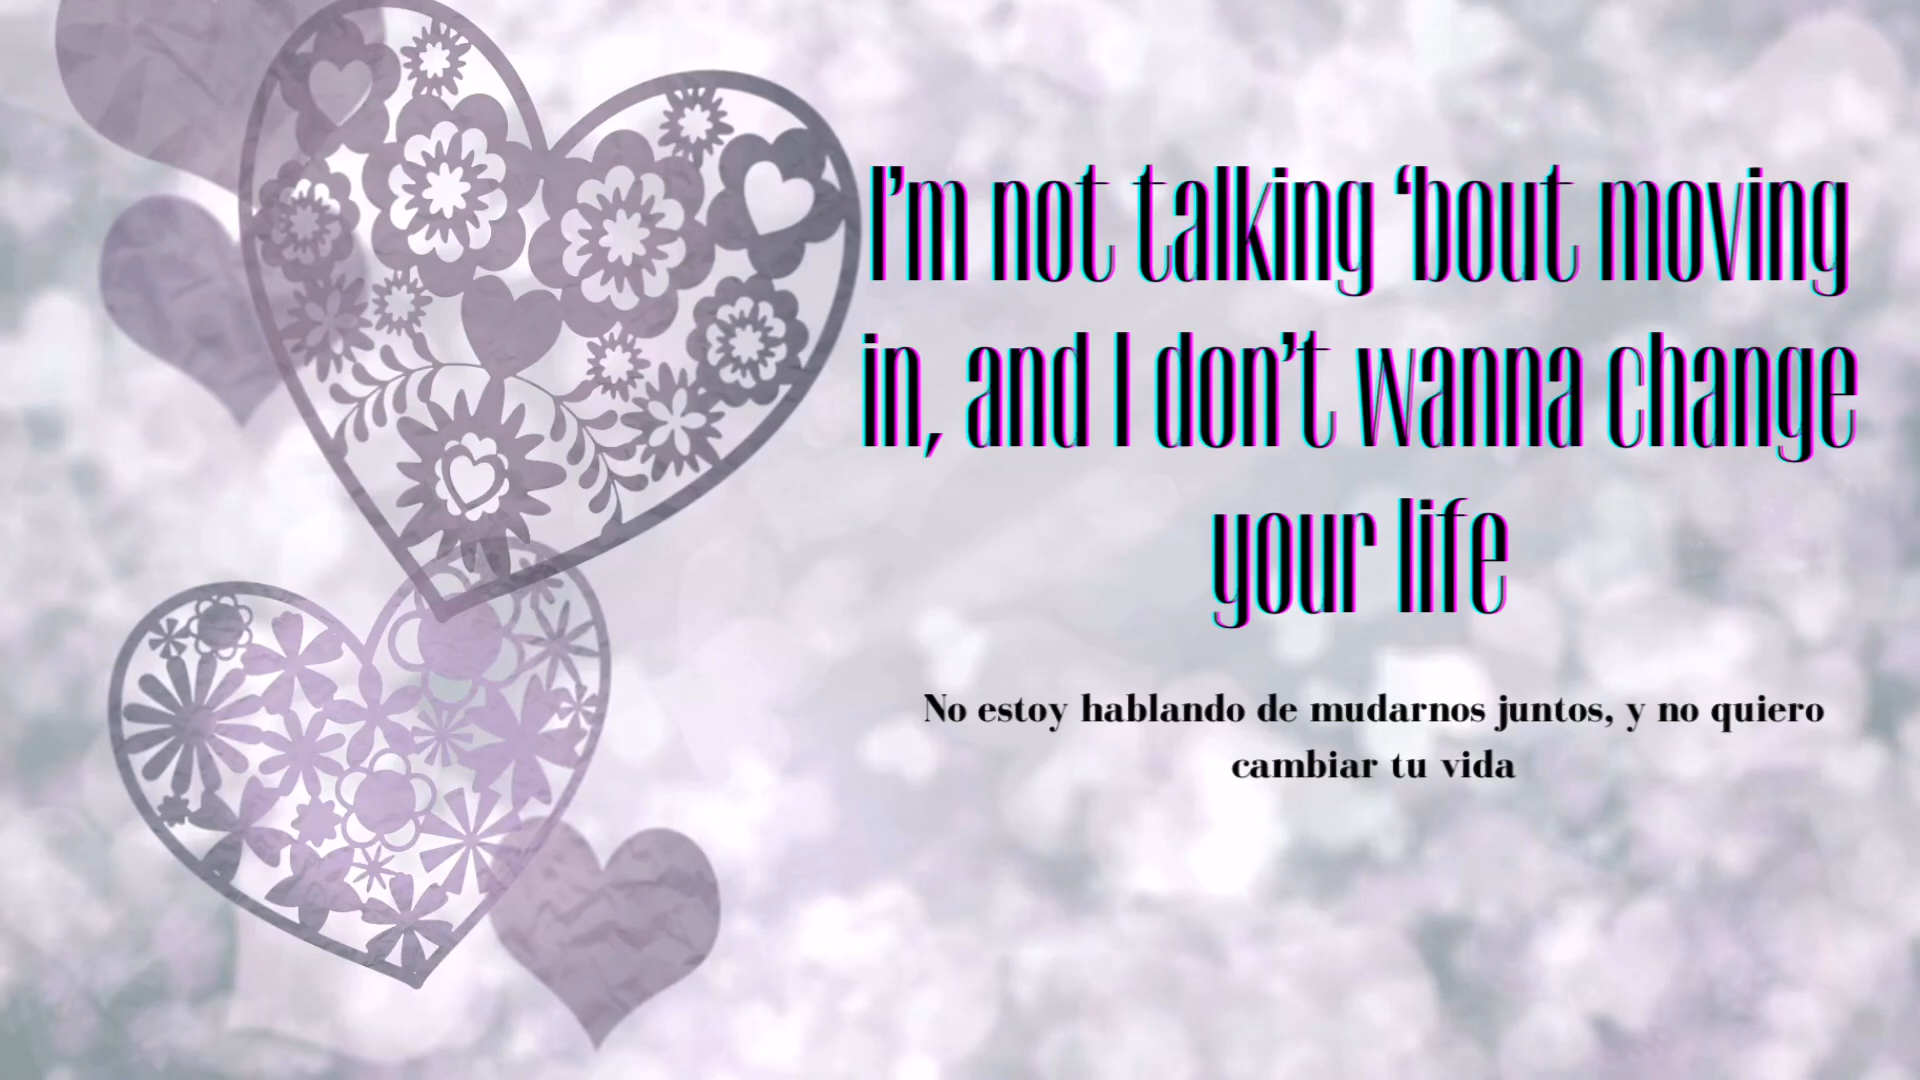 I’m not talking ‘bout moving
in, and I don’t wanna change
your life
No estoy hablando de mudarnos juntos, y no quiero
cambiar tu vida